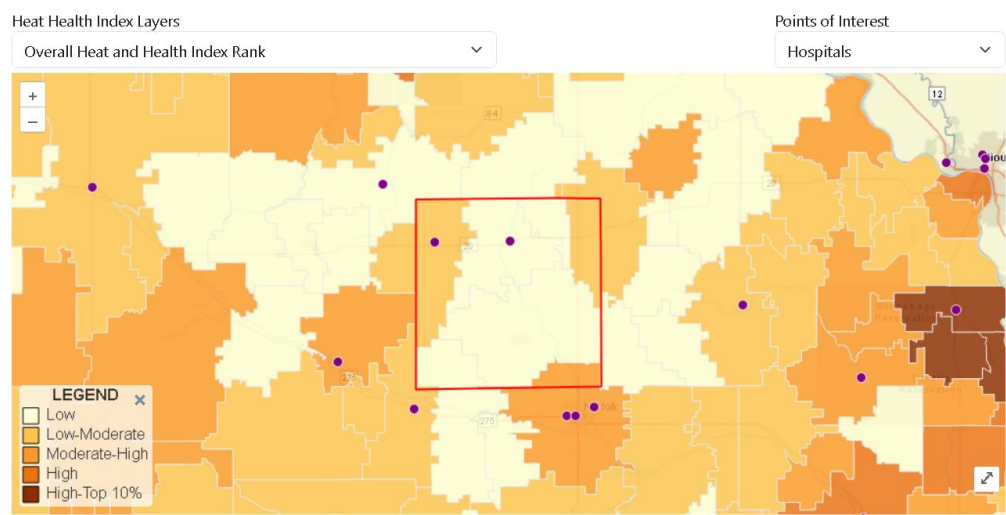 Heat Health Index Layers
Points of Interest
Overall Heat and Health Index Rank
Hospitals
+
−
12
84
20
20
275
275
LEGEND
Low
Low-Moderate
Moderate-High
High
High-Top 10%